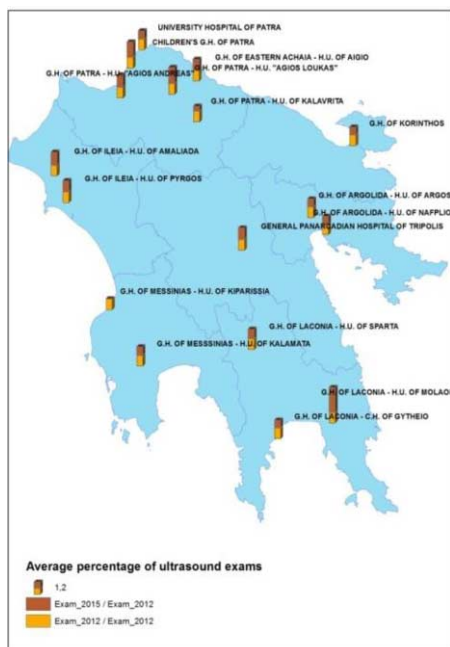 UNIVERSITY HOSPITAL OF PATRA
CHILDREN'S G.H. OF PATRA
G.H. OF EASTERN ACHAIA - H.U. OF AIGIO
G.H. OF PATRA - H.U. "AGIOS LOUKAS"
G.H. OF PATRA - H.U. "AGIOS ANDREAS"
G.H. OF PATRA - H.U. OF KALAVRITA
G.H. OF KORINTHOS
G.H. OF ILEIA - H.U. OF AMALIADA
G.H. OF ILEIA - H.U. OF PYRGOS
G.H. OF ARGOLIDA - H.U. OF ARGOS
G.H. OF ARGOLIDA - H.U. OF NAFPLIO
GENERAL PANARCADIAN HOSPITAL OF TRIPOLIS
G.H. OF MESSINIAS - H.U. OF KIPARISSIA
G.H. OF LACONIA - H.U. OF SPARTA
G.H. OF MESSSINIAS - H.U. OF KALAMATA
G.H. OF LACONIA - H.U. OF MOLAOI
G.H. OF LACONIA - C.H. OF GYTHEIO
Average percentage of ultrasound exams
1,2
Exam_2015 / Exam_2012
Exam_2012 / Exam_2012